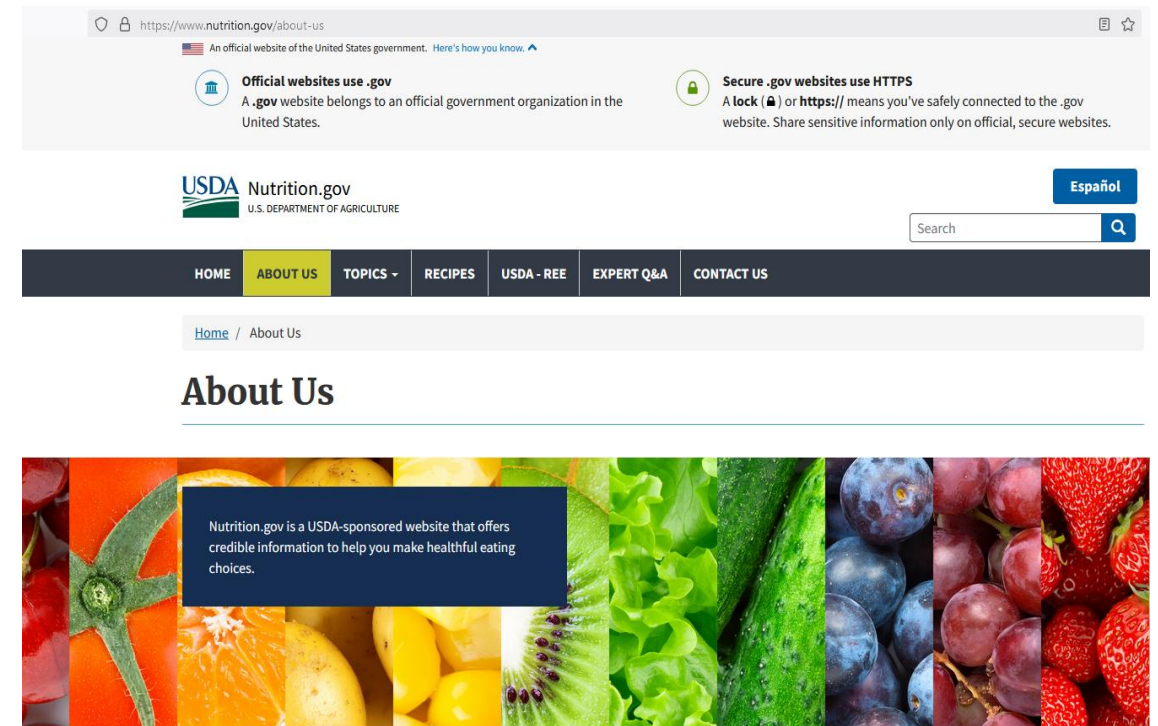 https://www.nutrition.gov/about-us
An official website of the United States government. Here's how you know.
Official websites use .gov
A .gov website belongs to an official government organization in the
United States.
Secure .gov websites use HTTPS
A lock ( ) or https:// means you've safely connected to the .gov
website. Share sensitive information only on official, secure websites.
USDA Nutrition.gov
U.S. DEPARTMENT OF AGRICULTURE
Español
Search
HOME ABOUT US TOPICS RECIPES USDA - REE EXPERT Q&A CONTACT US
Home / About Us
About Us
Nutrition.gov is a USDA-sponsored website that offers
credible information to help you make healthful eating
choices.